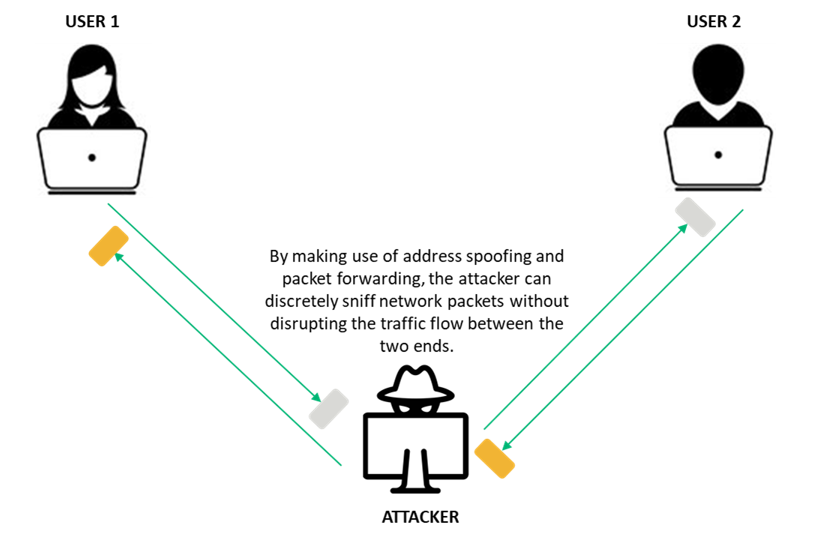 USER 1
USER 2
By making use of address spoofing and
packet forwarding, the attacker can
discretely sniff network packets without
disrupting the traffic flow between the
two ends.
ATTACKER